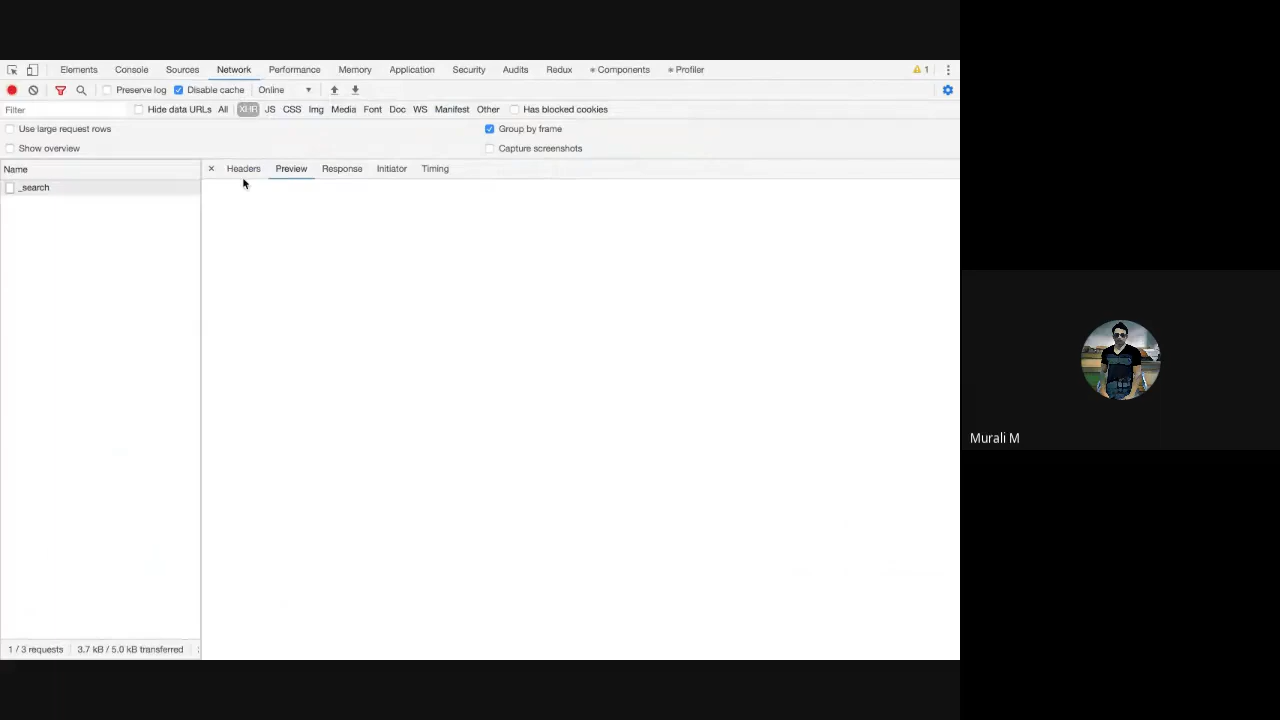 Elements Console Sources Network Performance Memory Application Security Audits Redux Components Profiler 1
Preserve log Disable cache Online
Filter Hide data URLs All XHR JS CSS Img Media Font Doc WS Manifest Other Has blocked cookies
Use large request rows Group by frame
Show overview Capture screenshots
Name × Headers Preview Response Initiator Timing
_search
Murali M
1 / 3 requests 3.7 kB / 5.0 kB transferred